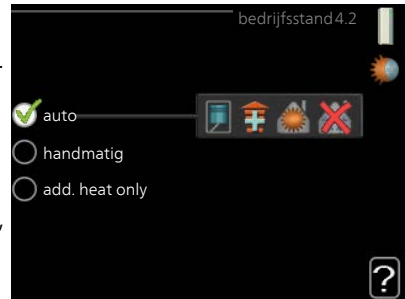 bedrijfsstand 4.2
auto
handmatig
add. heat only
?